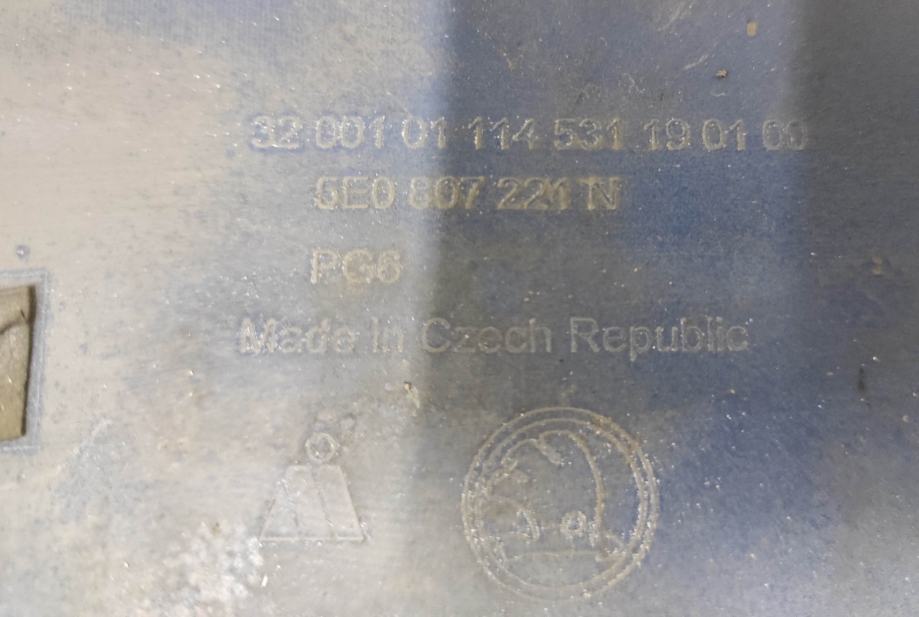 32 001 01 114 531 19 01 00
5E0 807 221 N
PG6
Made in Czech Republic